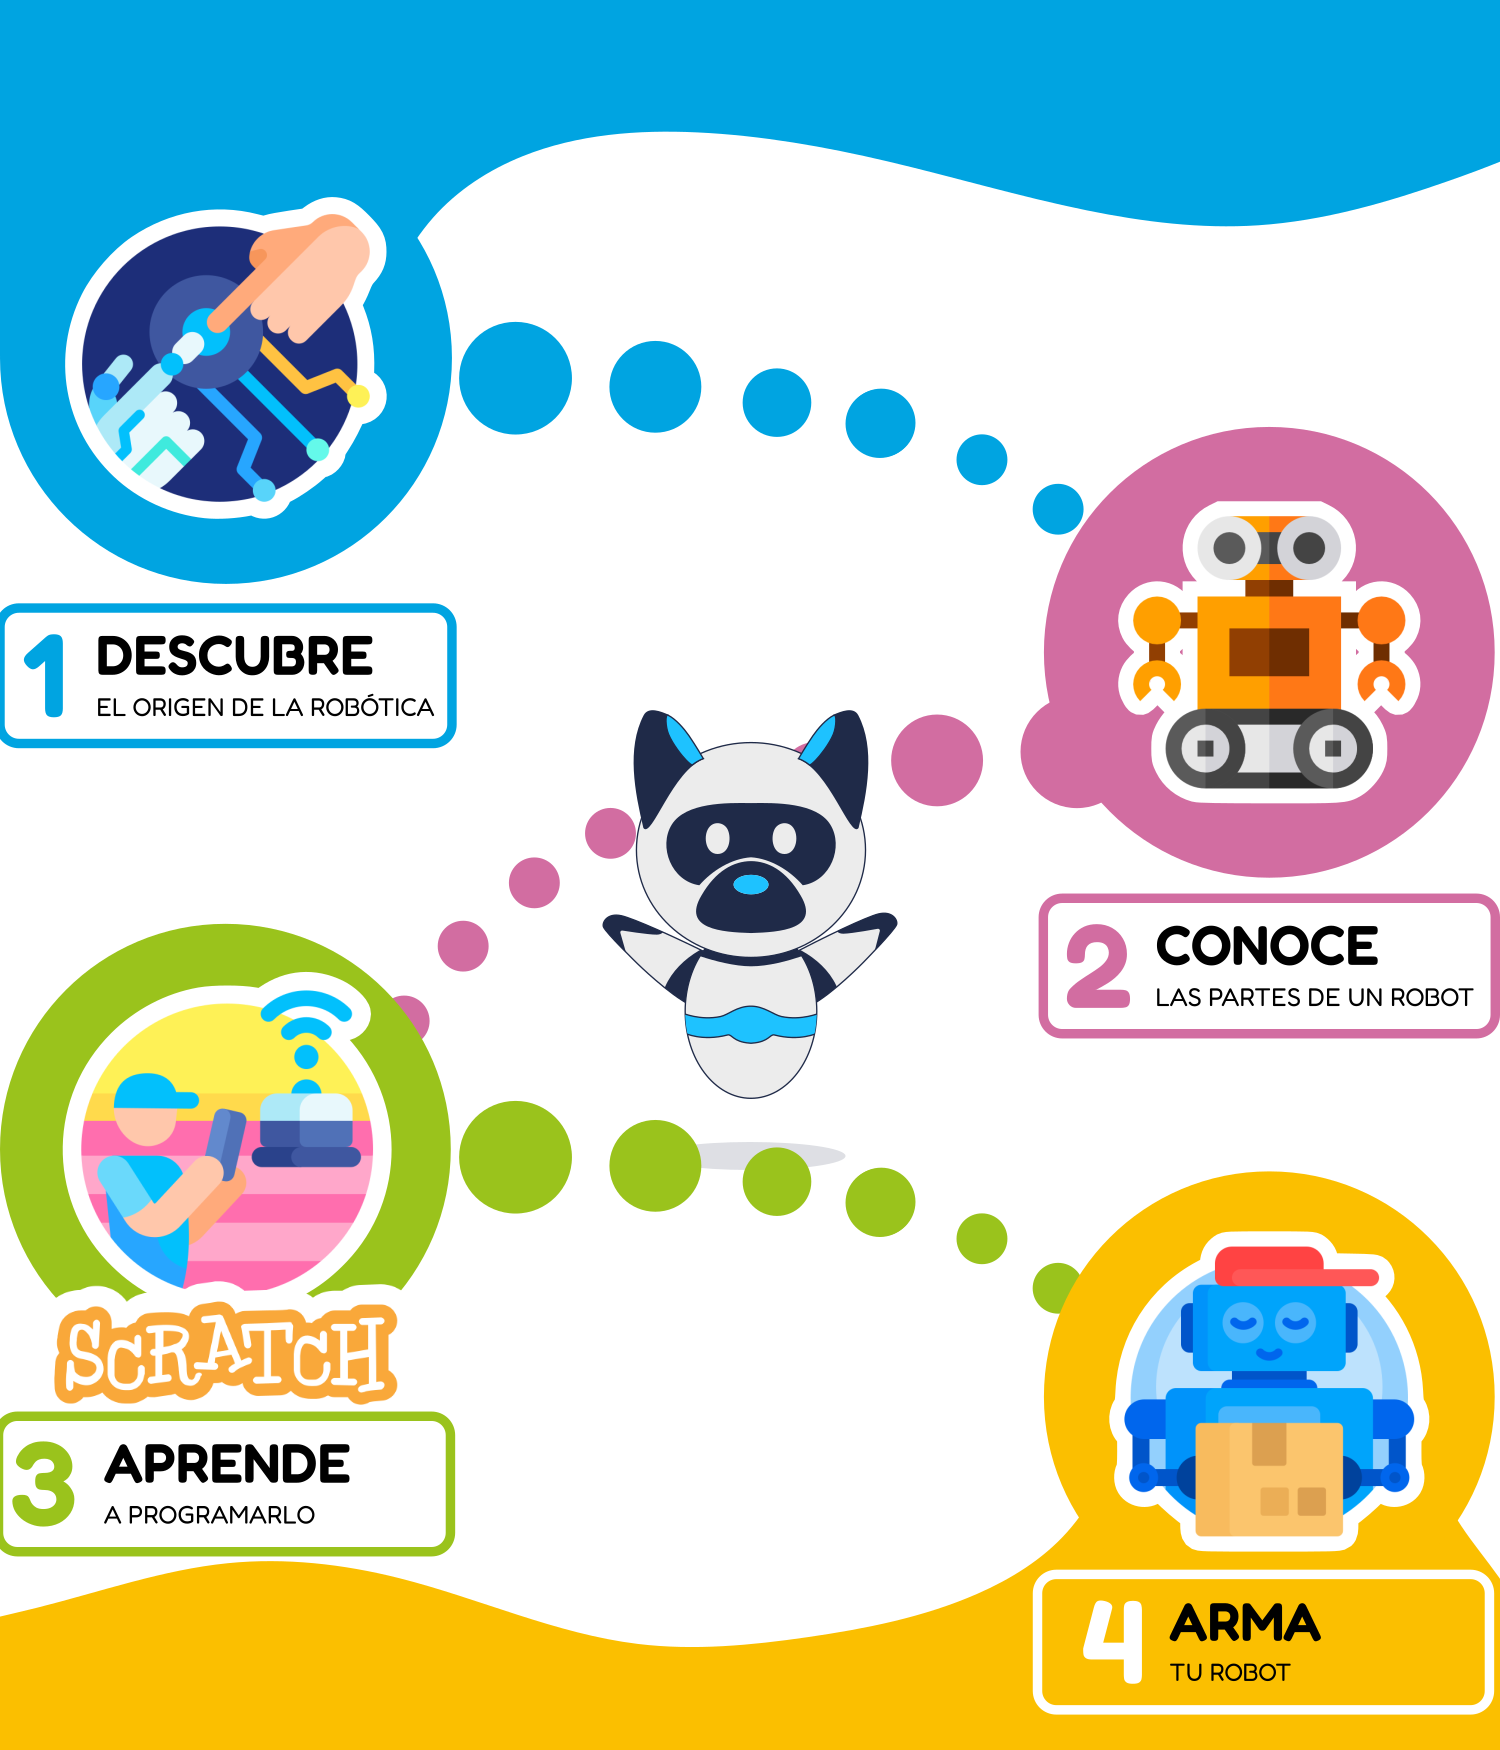 1
DESCUBRE
EL ORIGEN DE LA ROBÓTICA
2
CONOCE
LAS PARTES DE UN ROBOT
SCRATCH
3
APRENDE
A PROGRAMARLO
4
ARMA
TU ROBOT